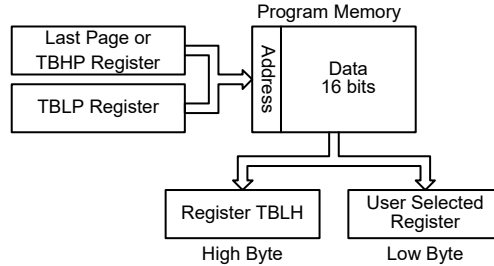 Program Memory
Last Page or
TBHP Register
TBLP Register
Address
Data
16 bits
Register TBLH
User Selected
Register
High Byte
Low Byte